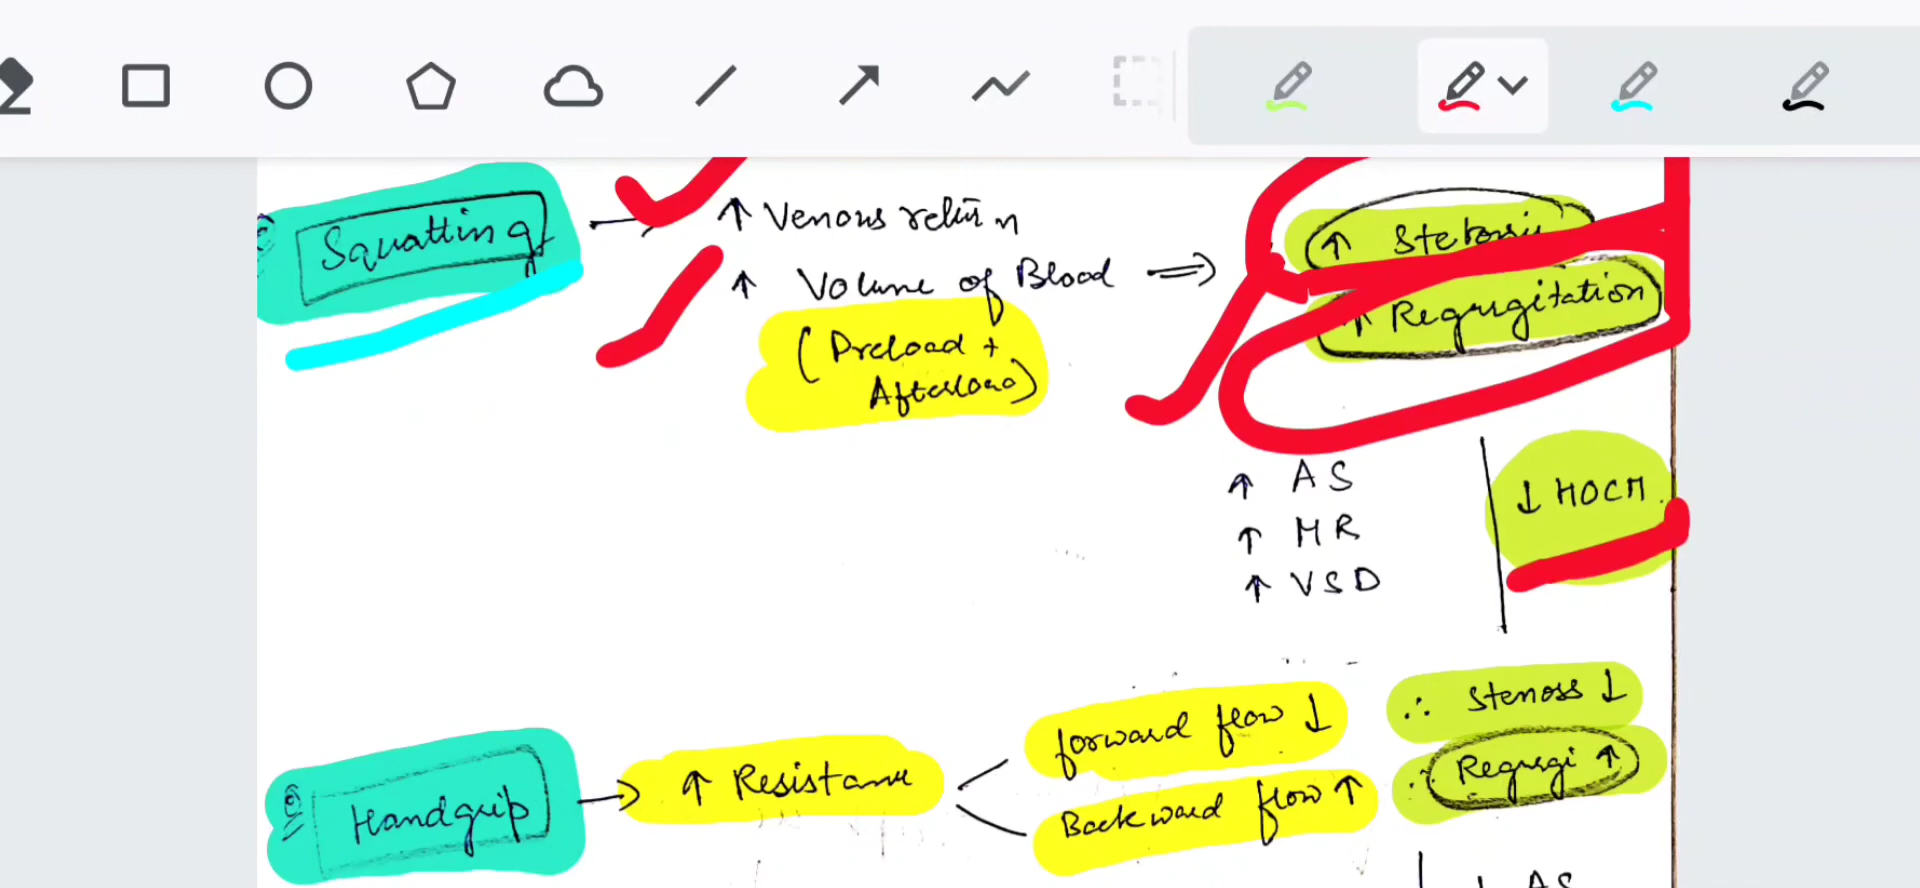 Squatting → ↑ Venous return
↑ Volume of Blood ⇒
(Preload +
Afterload)
↑ Stenosis
↑ Regurgitation
↑ AS
↑ MR
↑ VSD
↓ HOCM
Handgrip → ↑ Resistance
forward flow ↓
Backward flow ↑
∴ Stenosis ↓
∴ Regurgi ↑
↓ AS